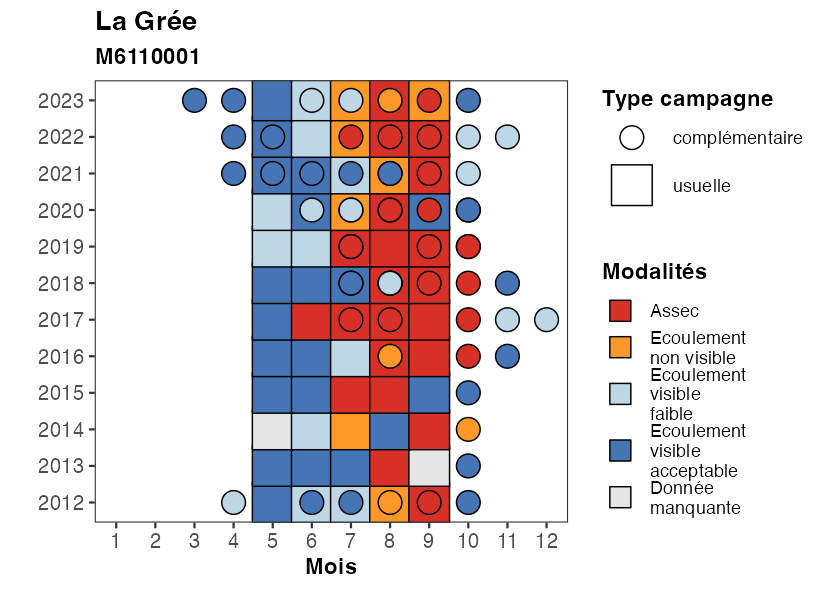 La Grée
M6110001
2023
2022
2021
2020
2019
2018
2017
2016
2015
2014
2013
2012
1 2 3 4 5 6 7 8 9 10 11 12
Mois
Type campagne
complémentaire
usuelle
Modalités
Assec
Ecoulement
non visible
Ecoulement
visible
faible
Ecoulement
visible
acceptable
Donnée
manquante